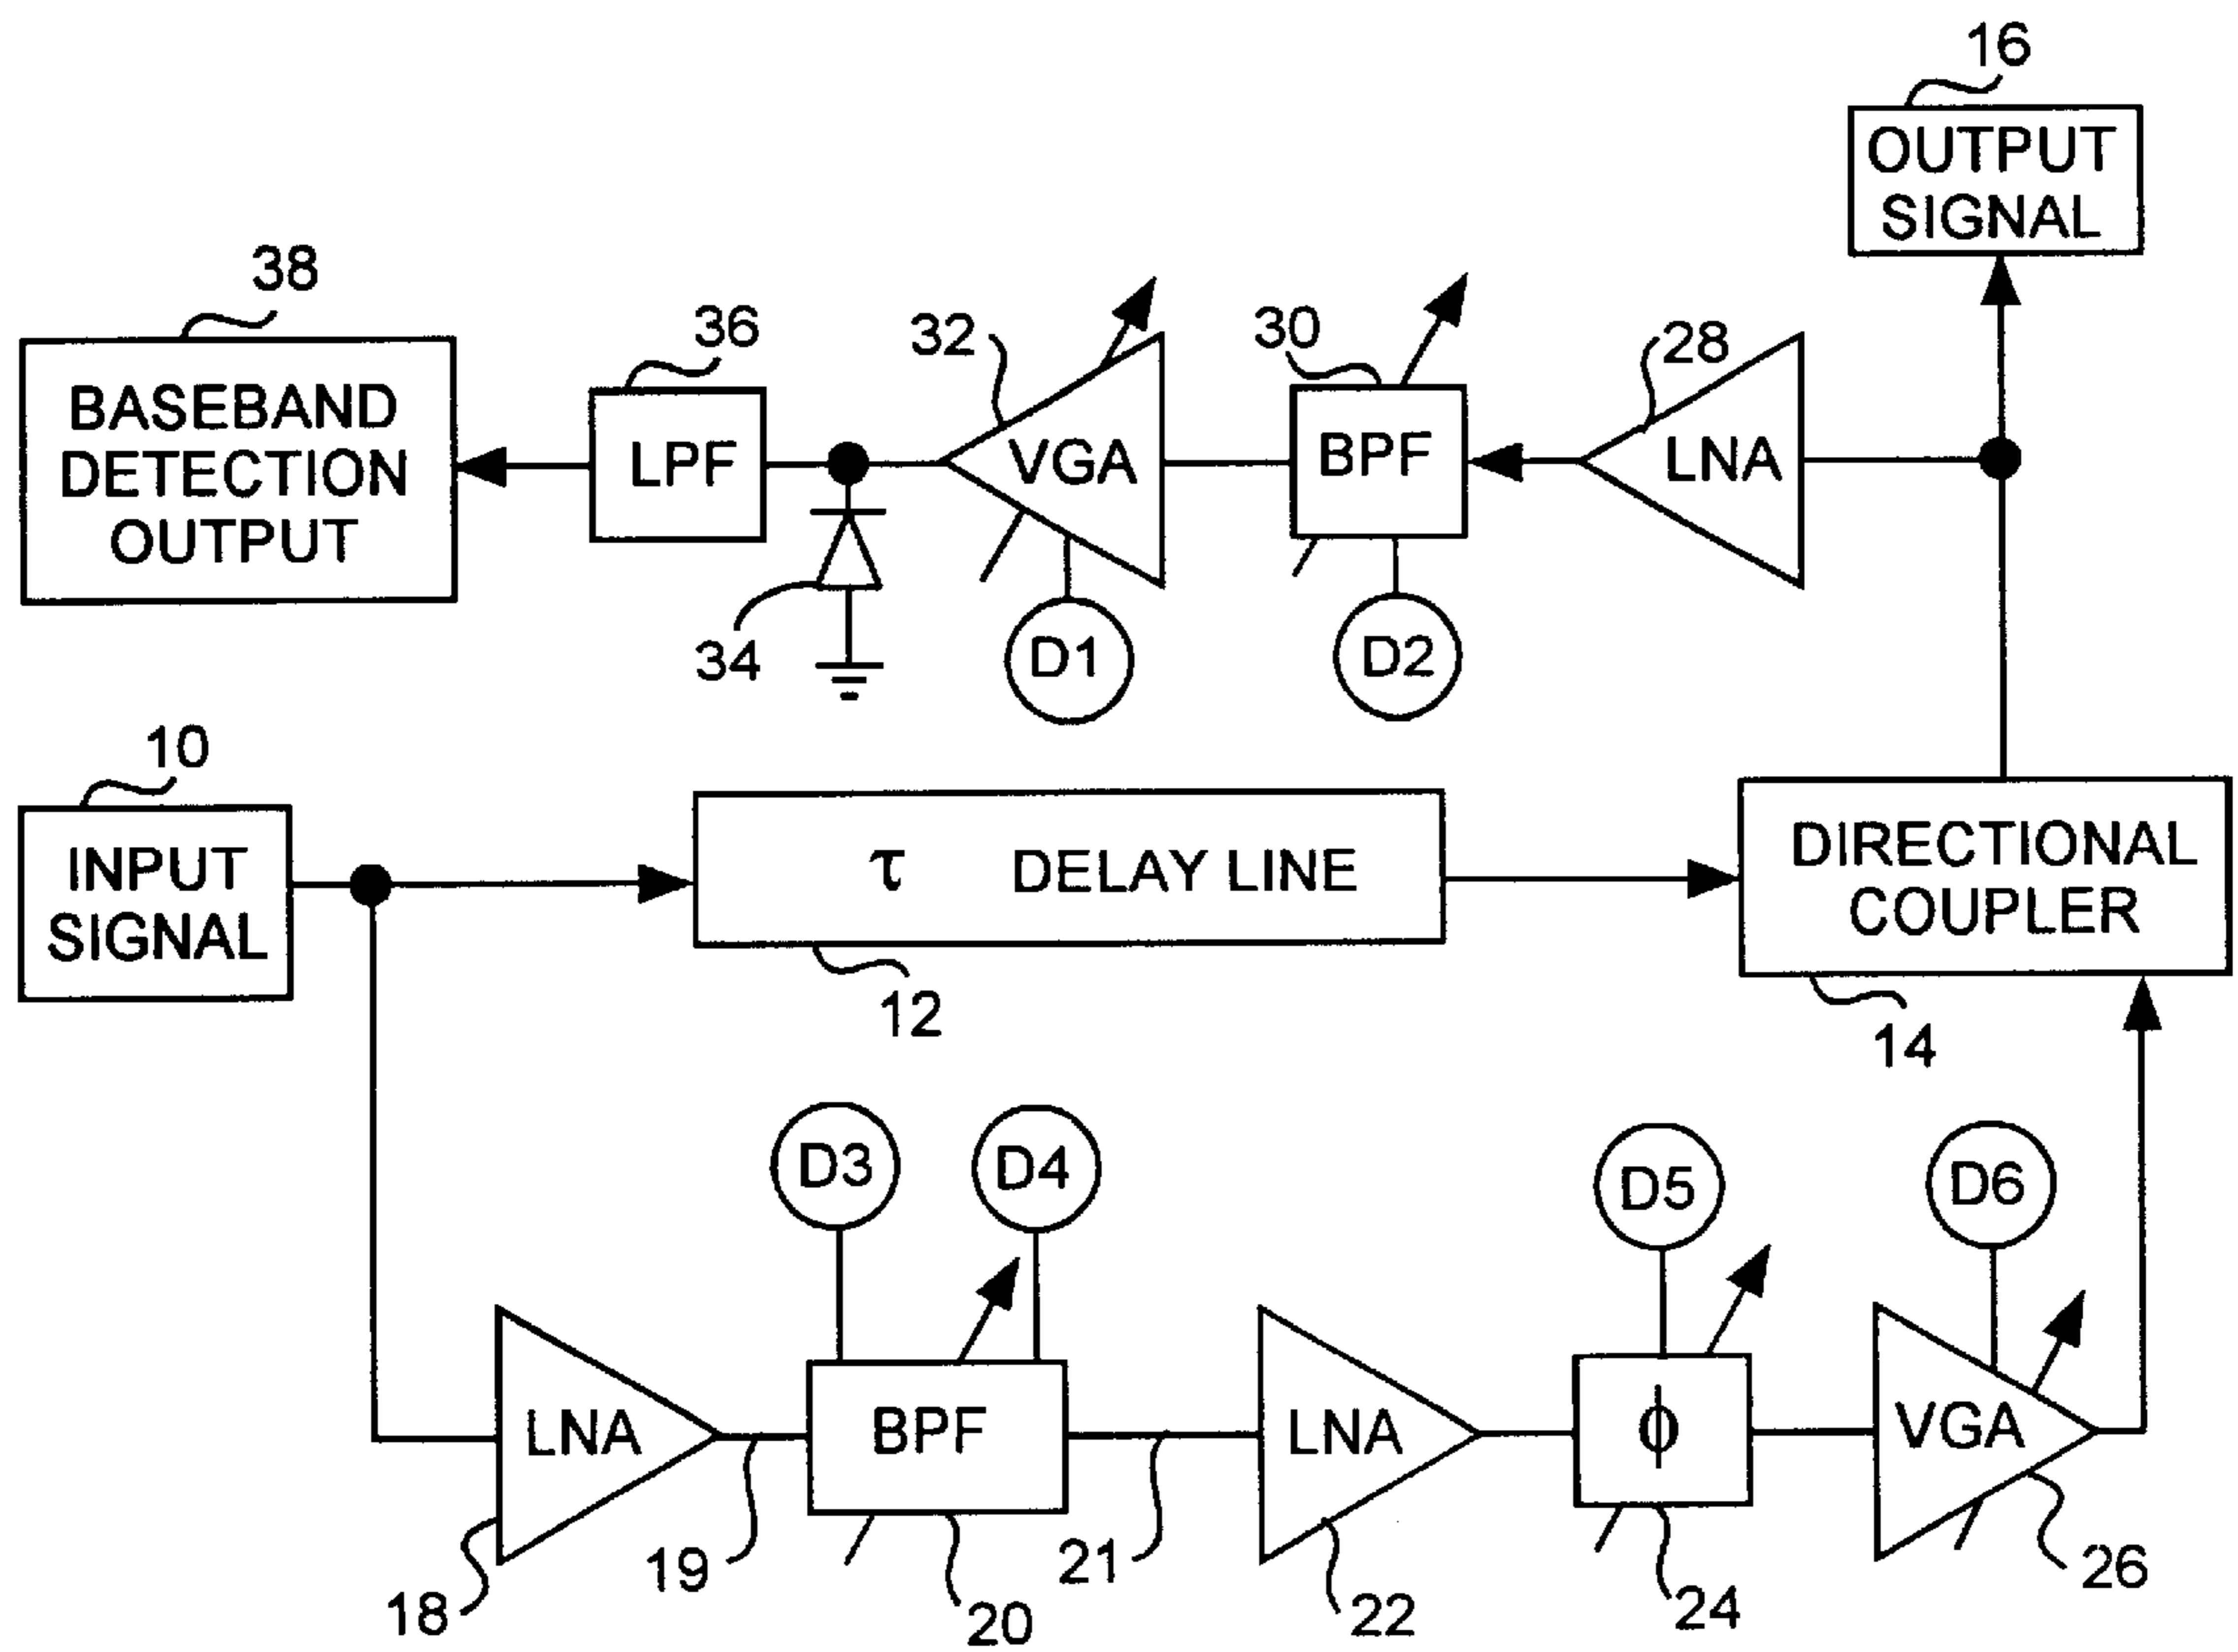 16
OUTPUT
SIGNAL
38
BASEBAND
DETECTION
OUTPUT
36
LPF
34
32
VGA
D1
30
BPF
D2
28
LNA
10
INPUT
SIGNAL
τ DELAY LINE
12
DIRECTIONAL
COUPLER
14
LNA
18
19
D3
D4
BPF
20
21
LNA
22
D5
ϕ
24
D6
VGA
26